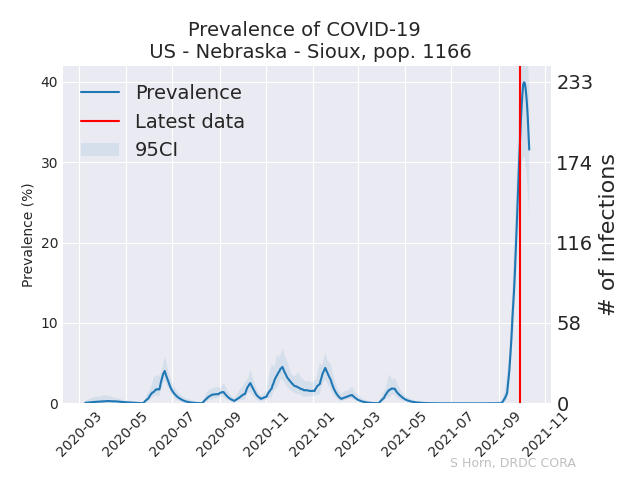 Prevalence of COVID-19
US - Nebraska - Sioux, pop. 1166
Prevalence
Latest data
95CI
Prevalence (%)
40
30
20
10
0
233
174
116
58
0
# of infections
2020-03
2020-05
2020-07
2020-09
2020-11
2021-01
2021-03
2021-05
2021-07
2021-09
2021-11
S Horn, DRDC CORA